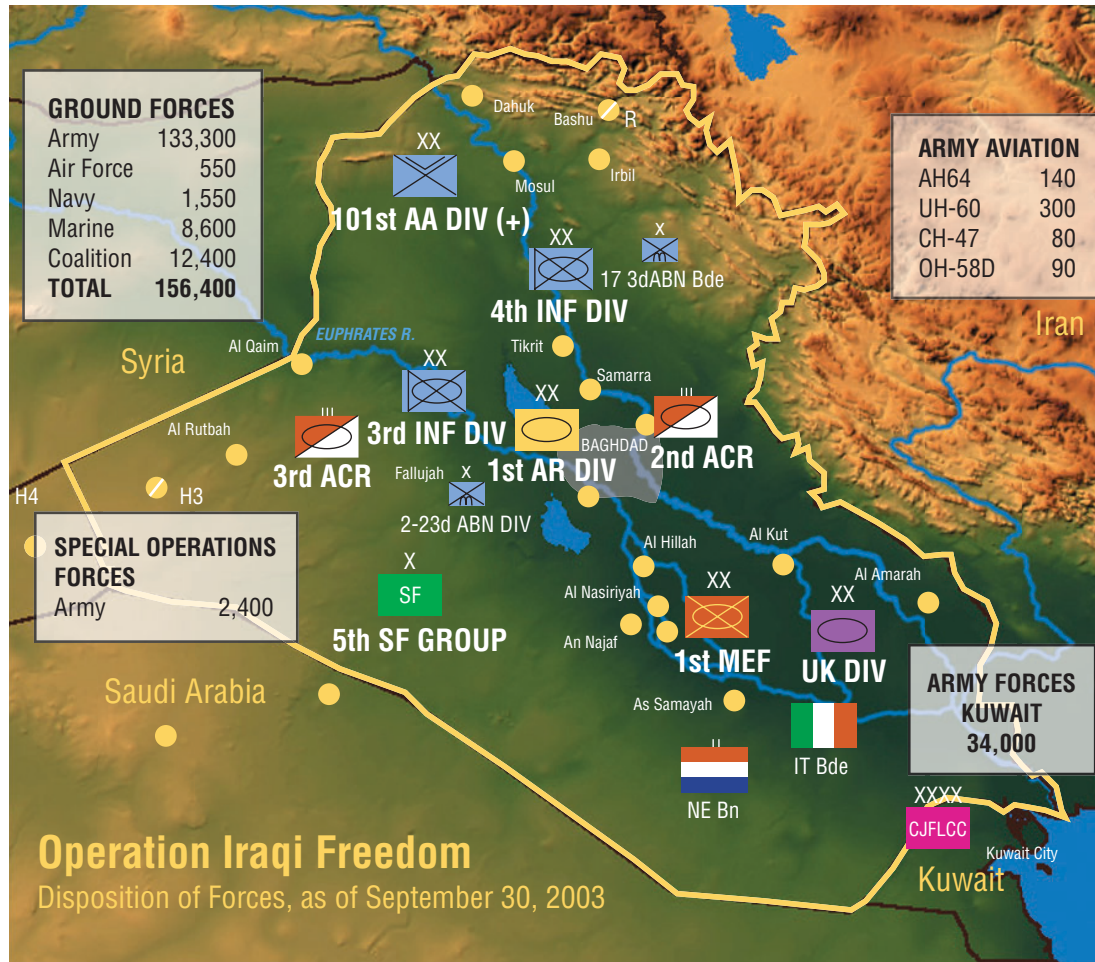 GROUND FORCES
Army 133,300
Air Force 550
Navy 1,550
Marine 8,600
Coalition 12,400
TOTAL 156,400
ARMY AVIATION
AH64 140
UH-60 300
CH-47 80
OH-58D 90
Dahuk
Bashu
R
XX
Mosul
Irbil
101st AA DIV (+)
XX
X
17 3dABN Bde
4th INF DIV
Iran
EUPHRATES R.
Syria
Al Qaim
Tikrit
XX
Samarra
XX
III
III
Al Rutbah
3rd INF DIV
BAGHDAD
3rd ACR
1st AR DIV
2nd ACR
Fallujah
X
H4
H3
2-23d ABN DIV
SPECIAL OPERATIONS
FORCES
Army 2,400
X
SF
5th SF GROUP
Al Hillah
Al Kut
Al Amarah
XX
Al Nasiriyah
XX
An Najaf
1st MEF
UK DIV
Saudi Arabia
As Samayah
ARMY FORCES
KUWAIT
34,000
II
IT Bde
NE Bn
XXXX
CJFLCC
Kuwait City
Kuwait
Operation Iraqi Freedom
Disposition of Forces, as of September 30, 2003